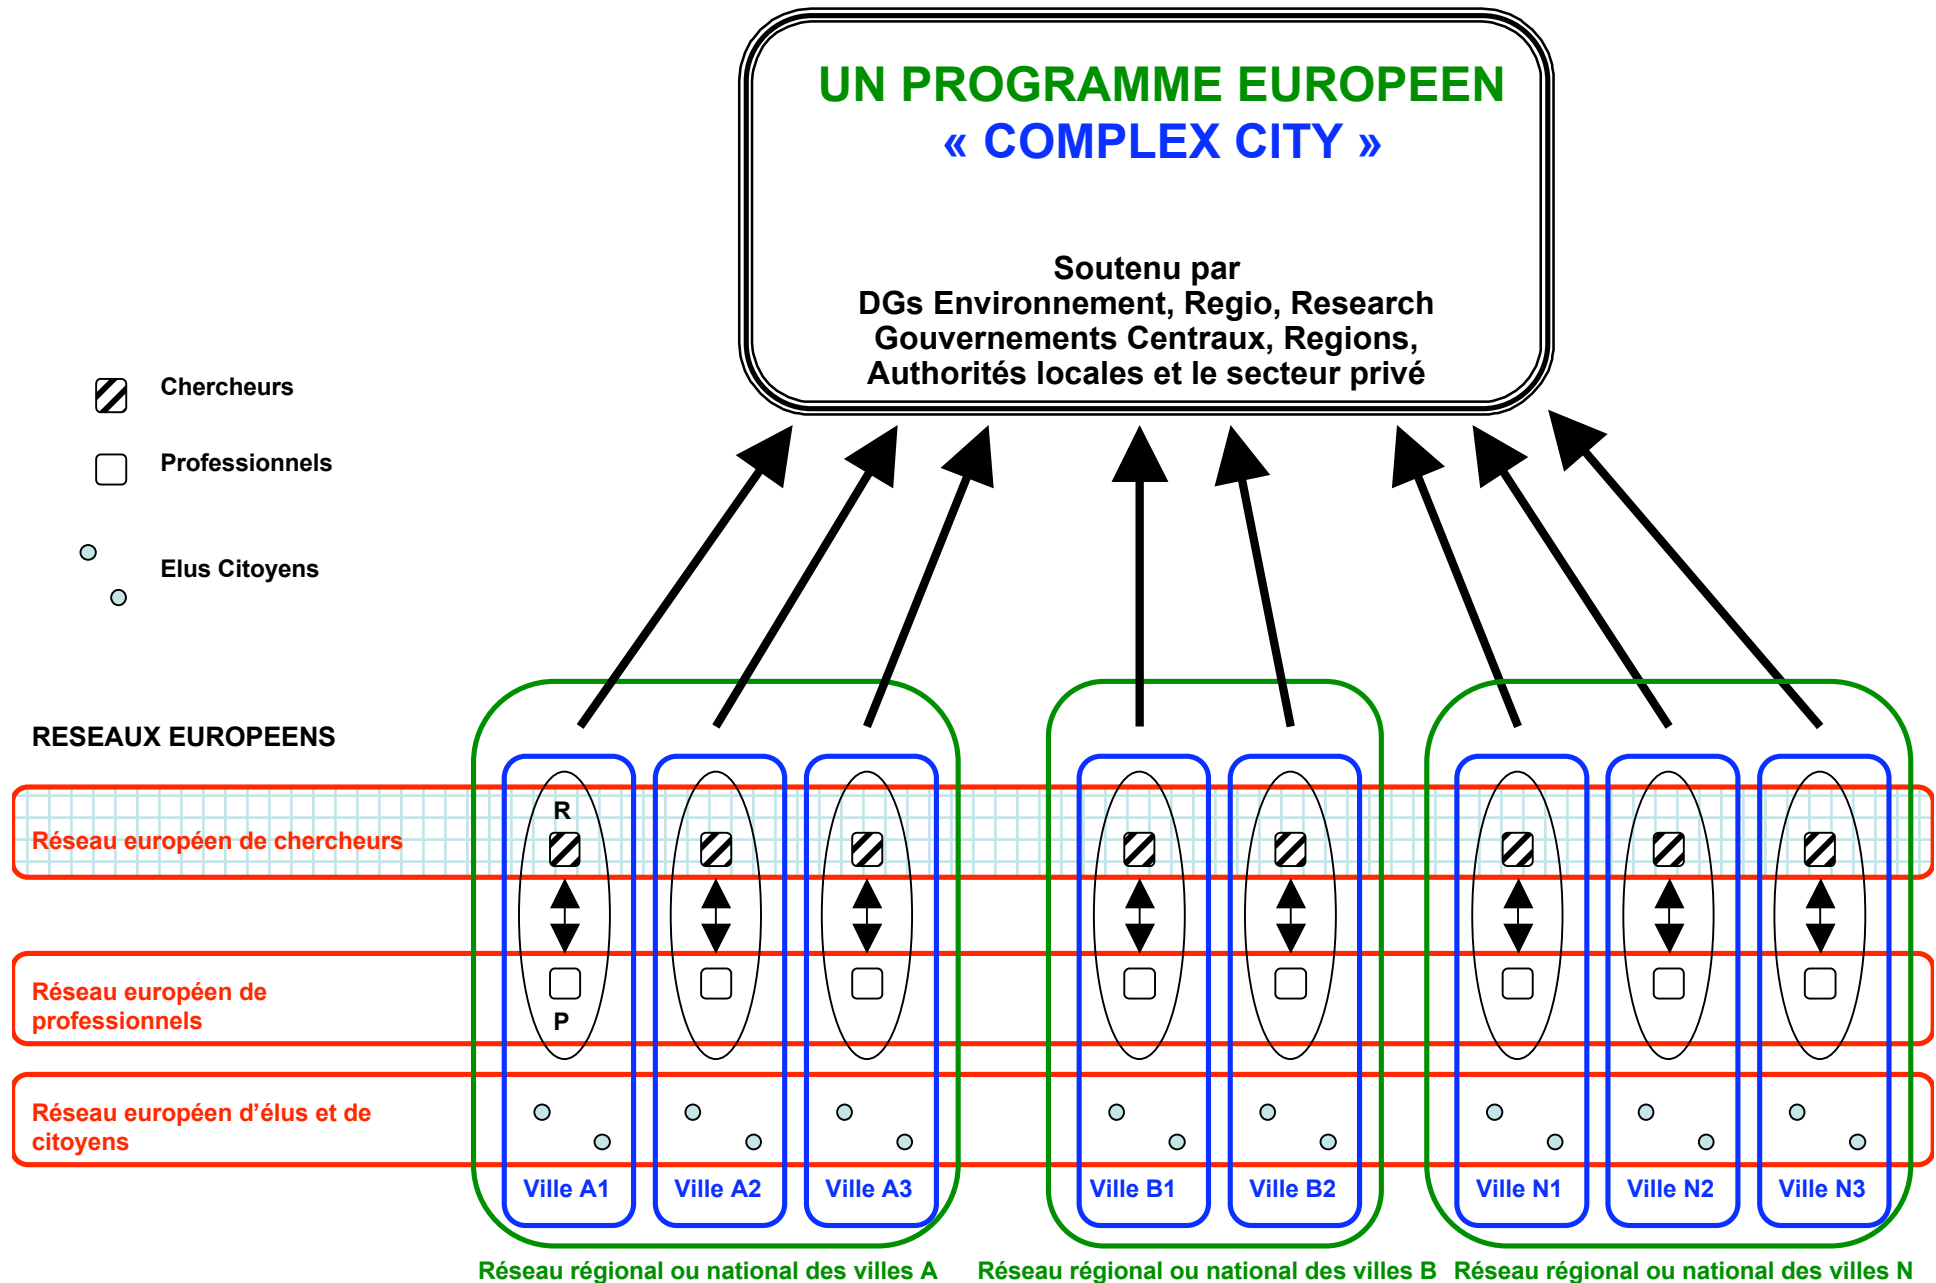 UN PROGRAMME EUROPEEN
« COMPLEX CITY »
Soutenu par
DGs Environnement, Regio, Research
Gouvernements Centraux, Regions,
Authorités locales et le secteur privé
Chercheurs
Professionnels
Elus Citoyens
RESEAUX EUROPEENS
R
Réseau européen de chercheurs
Réseau européen de
professionnels
P
Réseau européen d’élus et de
citoyens
Ville A1
Ville A2
Ville A3
Ville B1
Ville B2
Ville N1
Ville N2
Ville N3
Réseau régional ou national des villes A
Réseau régional ou national des villes B
Réseau régional ou national des villes N